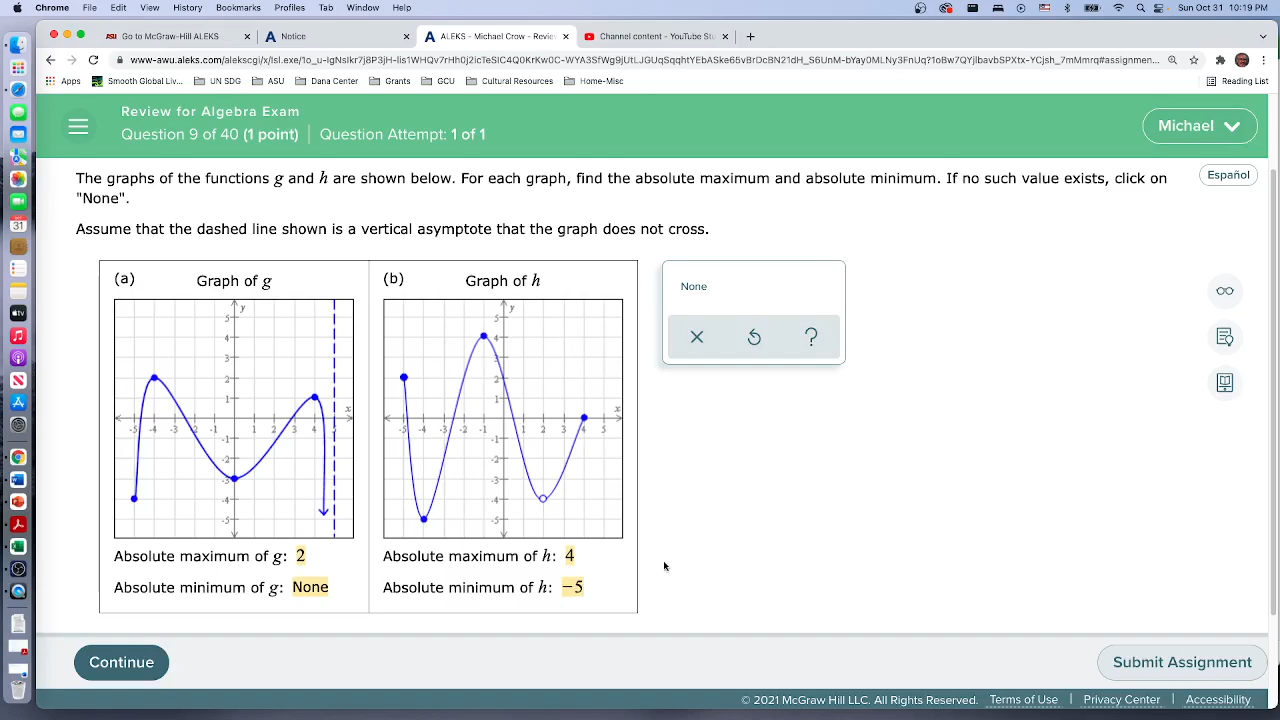 Chrome File Edit View History Bookmarks Profiles Tab Window Help Sun Oct 31 10:19 PM
Go to McGraw-Hill ALEKS Notice ALEKS - Michael Crow - Review Channel content - YouTube Stu
Apps Smooth Global Liv... UN SDG ASU Dana Center Grants GCU Cultural Resources Home-Misc Reading List
Review for Algebra Exam
Question 9 of 40 (1 point) | Question Attempt: 1 of 1
Michael
The graphs of the functions g and h are shown below. For each graph, find the absolute maximum and absolute minimum. If no such value exists, click on
"None".
Español
Assume that the dashed line shown is a vertical asymptote that the graph does not cross.
(a) Graph of g
(b) Graph of h
None
Absolute maximum of g: 2
Absolute minimum of g: None
Absolute maximum of h: 4
Absolute minimum of h: −5
Continue
Submit Assignment
© 2021 McGraw Hill LLC. All Rights Reserved. Terms of Use | Privacy Center | Accessibility